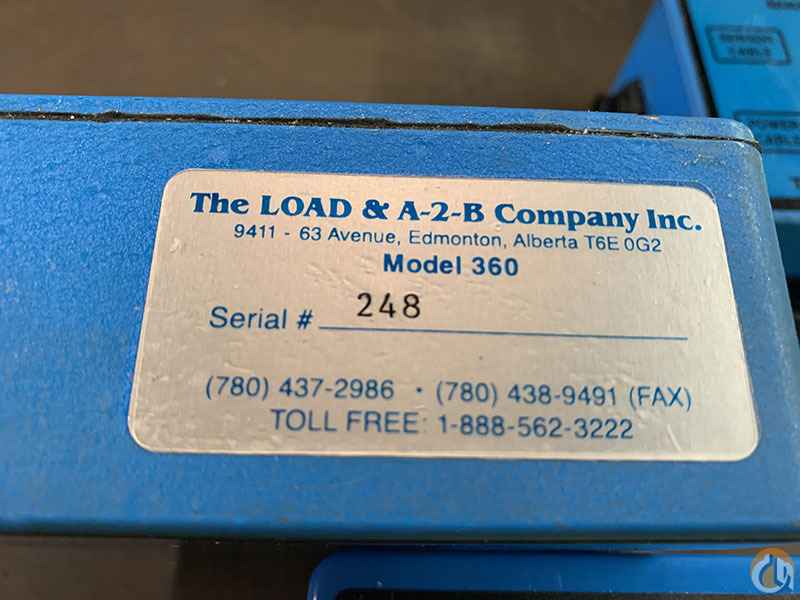 The LOAD & A-2-B Company Inc.
9411 - 63 Avenue, Edmonton, Alberta T6E 0G2
Model 360
Serial # 248
(780) 437-2986 • (780) 438-9491 (FAX)
TOLL FREE: 1-888-562-3222
POWER